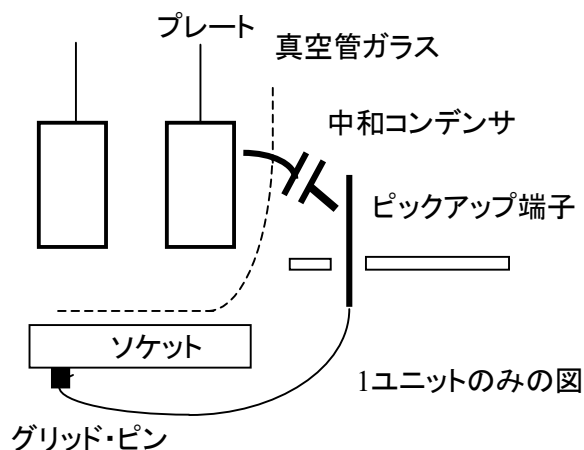 プレート
真空管ガラス
中和コンデンサ
ピックアップ端子
ソケット
1ユニットのみの図
グリッド・ピン